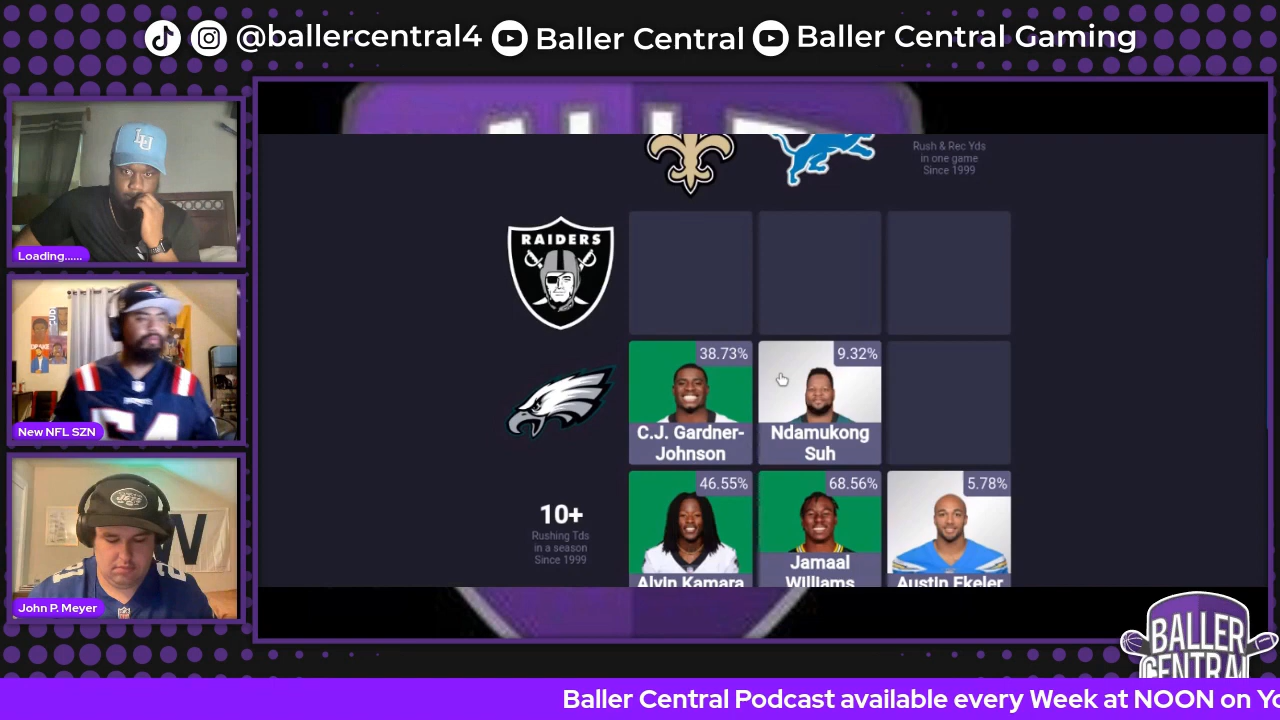 @ballercentral4 Baller Central Baller Central Gaming
Rush & Rec Yds
in one game
Since 1999
LU
Loading......
RAIDERS
New NFL SZN
38.73%
9.32%
C.J. Gardner-
Johnson
Ndamukong
Suh
JETS
John P. Meyer
10+
Rushing Tds
in a season
Since 1999
46.55%
68.56%
5.78%
Alvin Kamara
Jamaal
Williams
Austin Ekeler
BALLER
CENTRAL
Baller Central Podcast available every Week at NOON on Yo